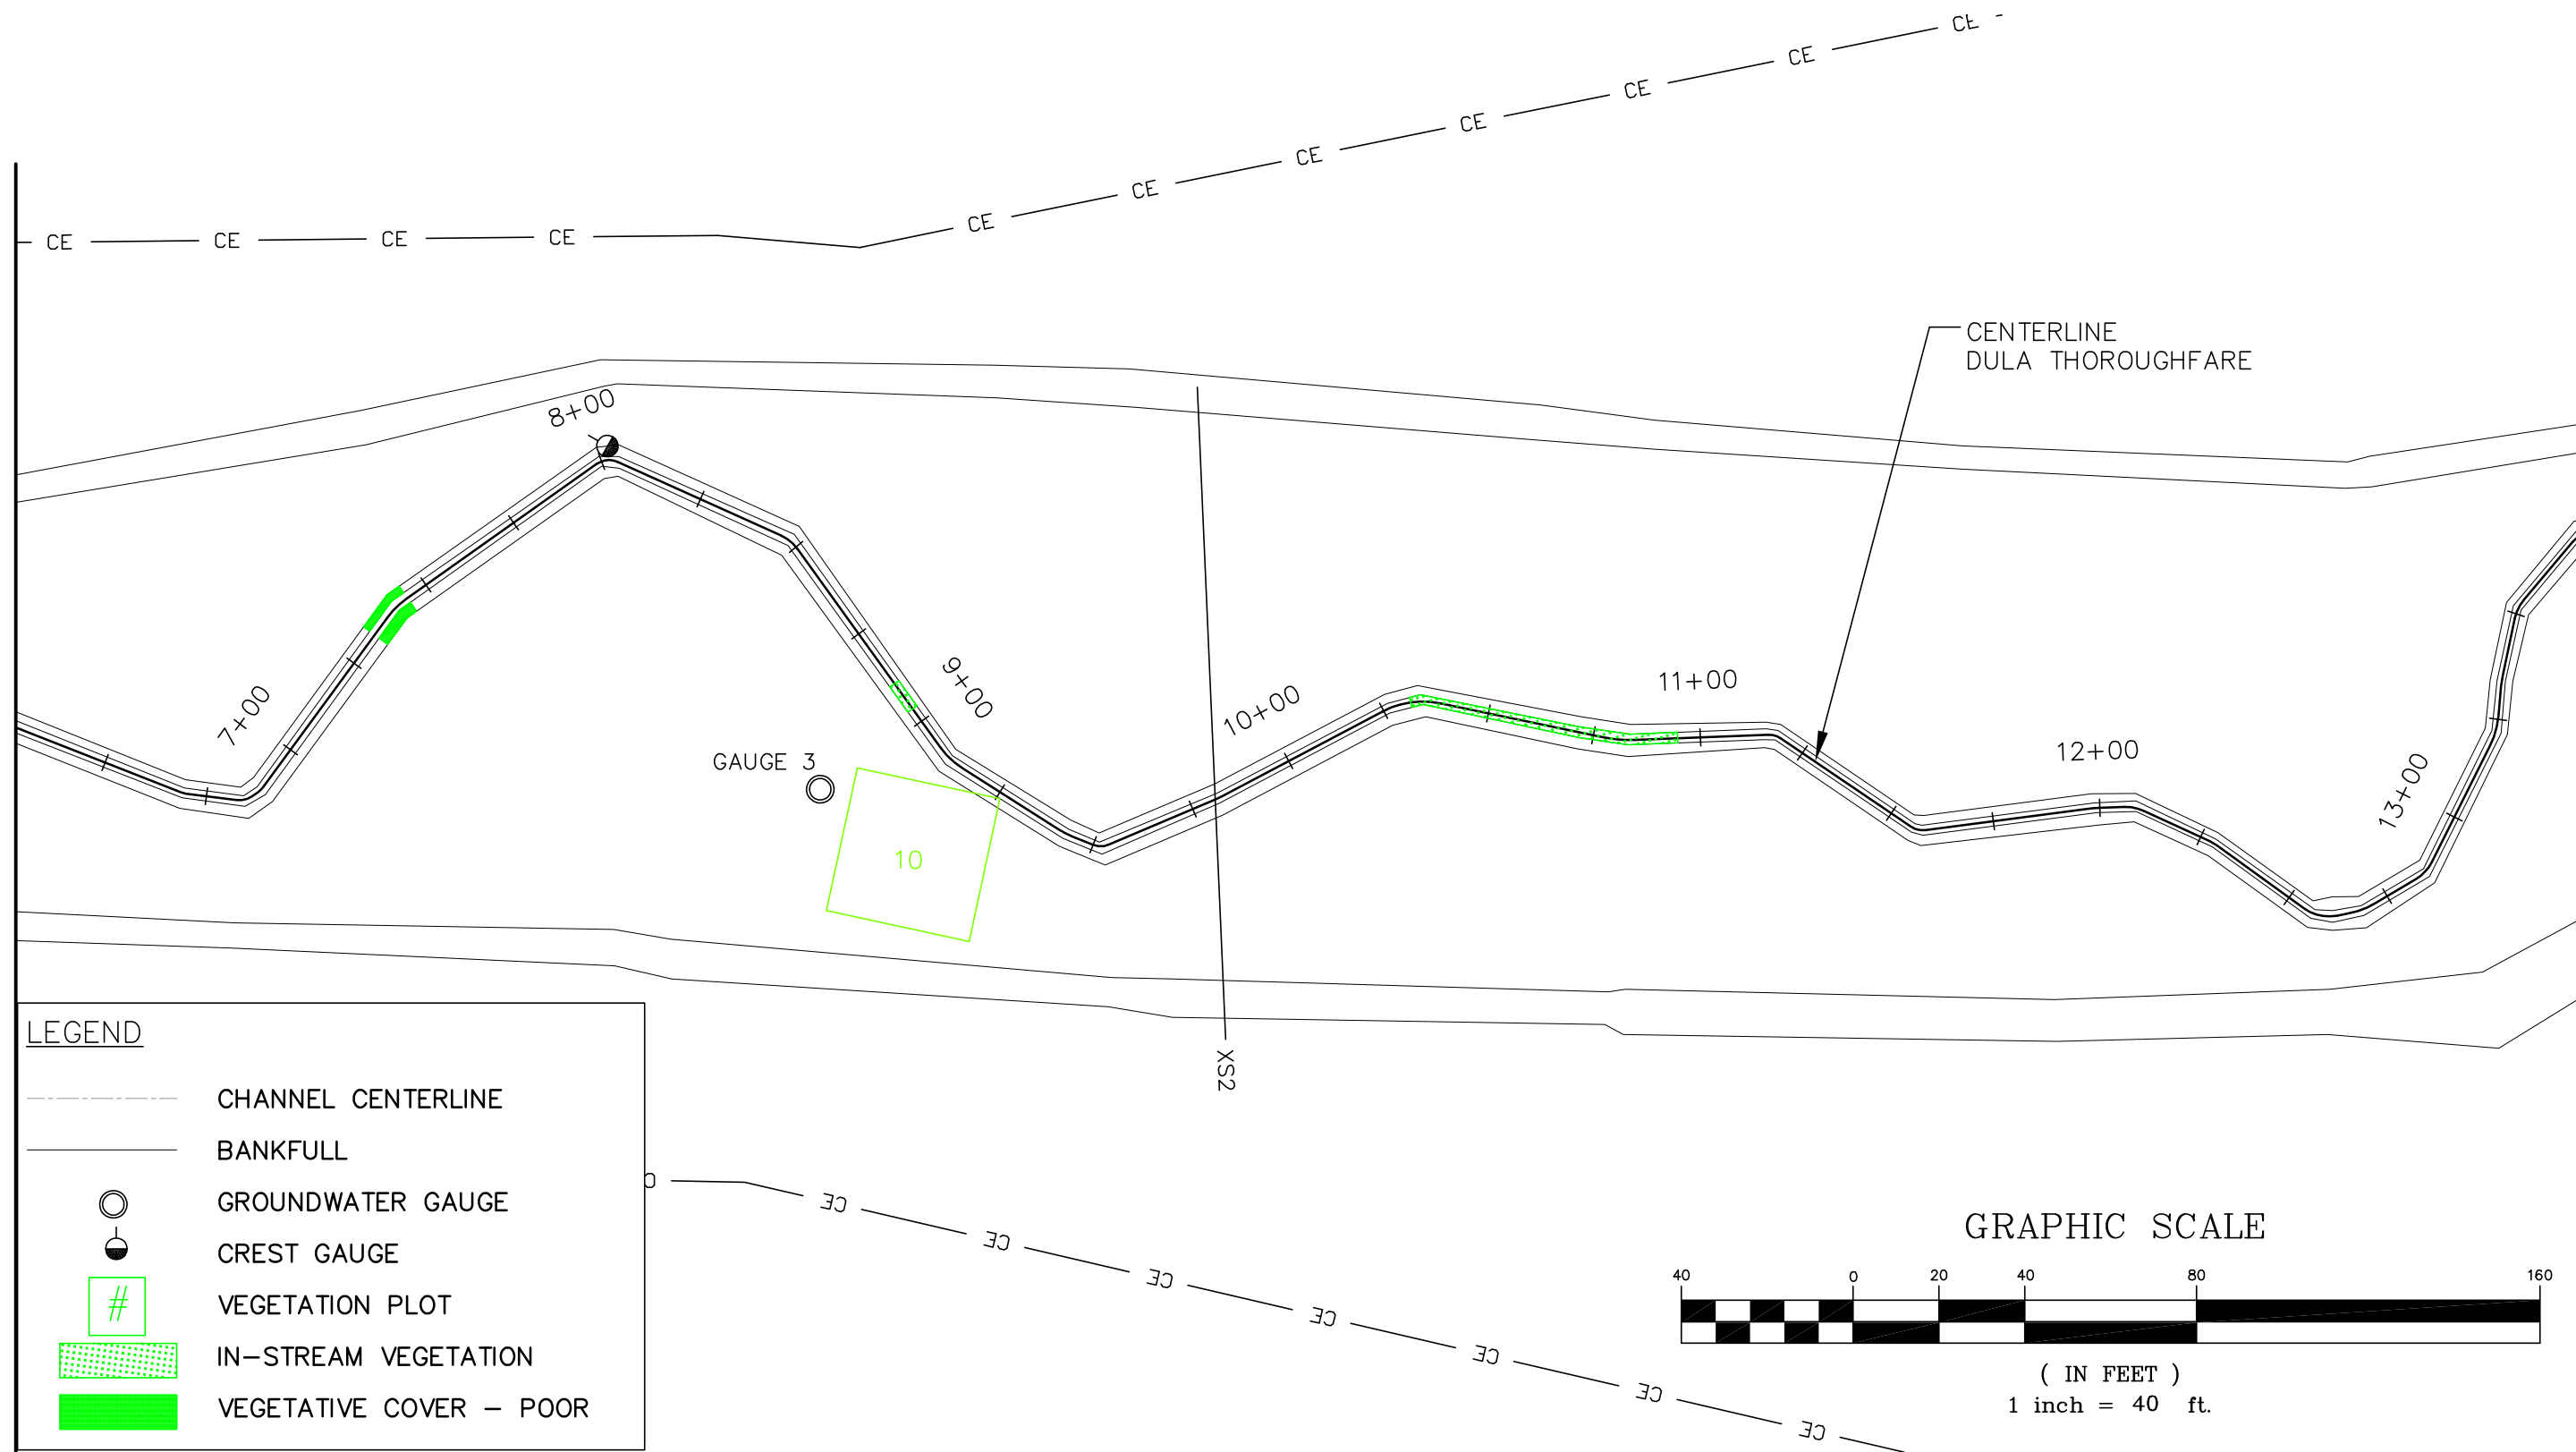 CE CE CE CE CE CE CE CE CE CE CE
CENTERLINE
DULA THOROUGHFARE
8+00
7+00
9+00
10+00
11+00
12+00
13+00
GAUGE 3
10
XS2
LEGEND
CHANNEL CENTERLINE
BANKFULL
GROUNDWATER GAUGE
CREST GAUGE
# VEGETATION PLOT
IN-STREAM VEGETATION
VEGETATIVE COVER - POOR
CE CE CE CE CE CE CE
GRAPHIC SCALE
40 0 20 40 80 160
( IN FEET )
1 inch = 40 ft.